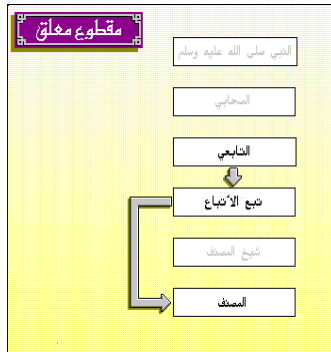 مقطوع معلق
النبي صلى الله عليه وسلم
الصحابي
التابعي
تبع الأتباع
شيخ المصنف
المصنف